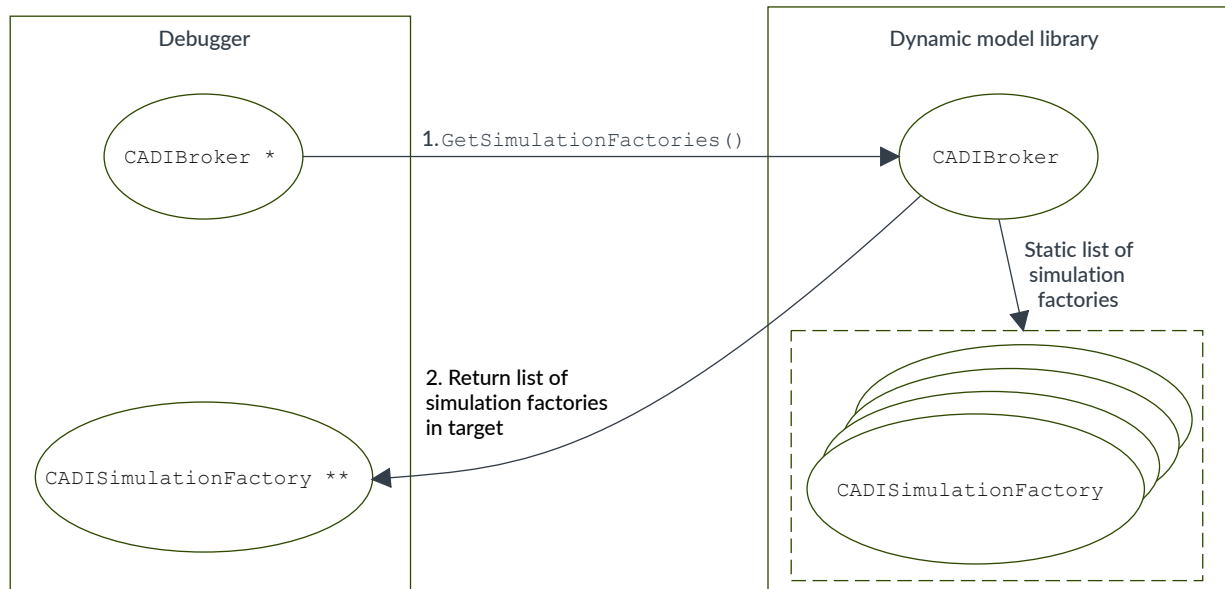 Debugger
Dynamic model library
1.GetSimulationFactories()
CADIBroker *
CADIBroker
Static list of
simulation
factories
2. Return list of
simulation factories
in target
CADISimulationFactory **
CADISimulationFactory